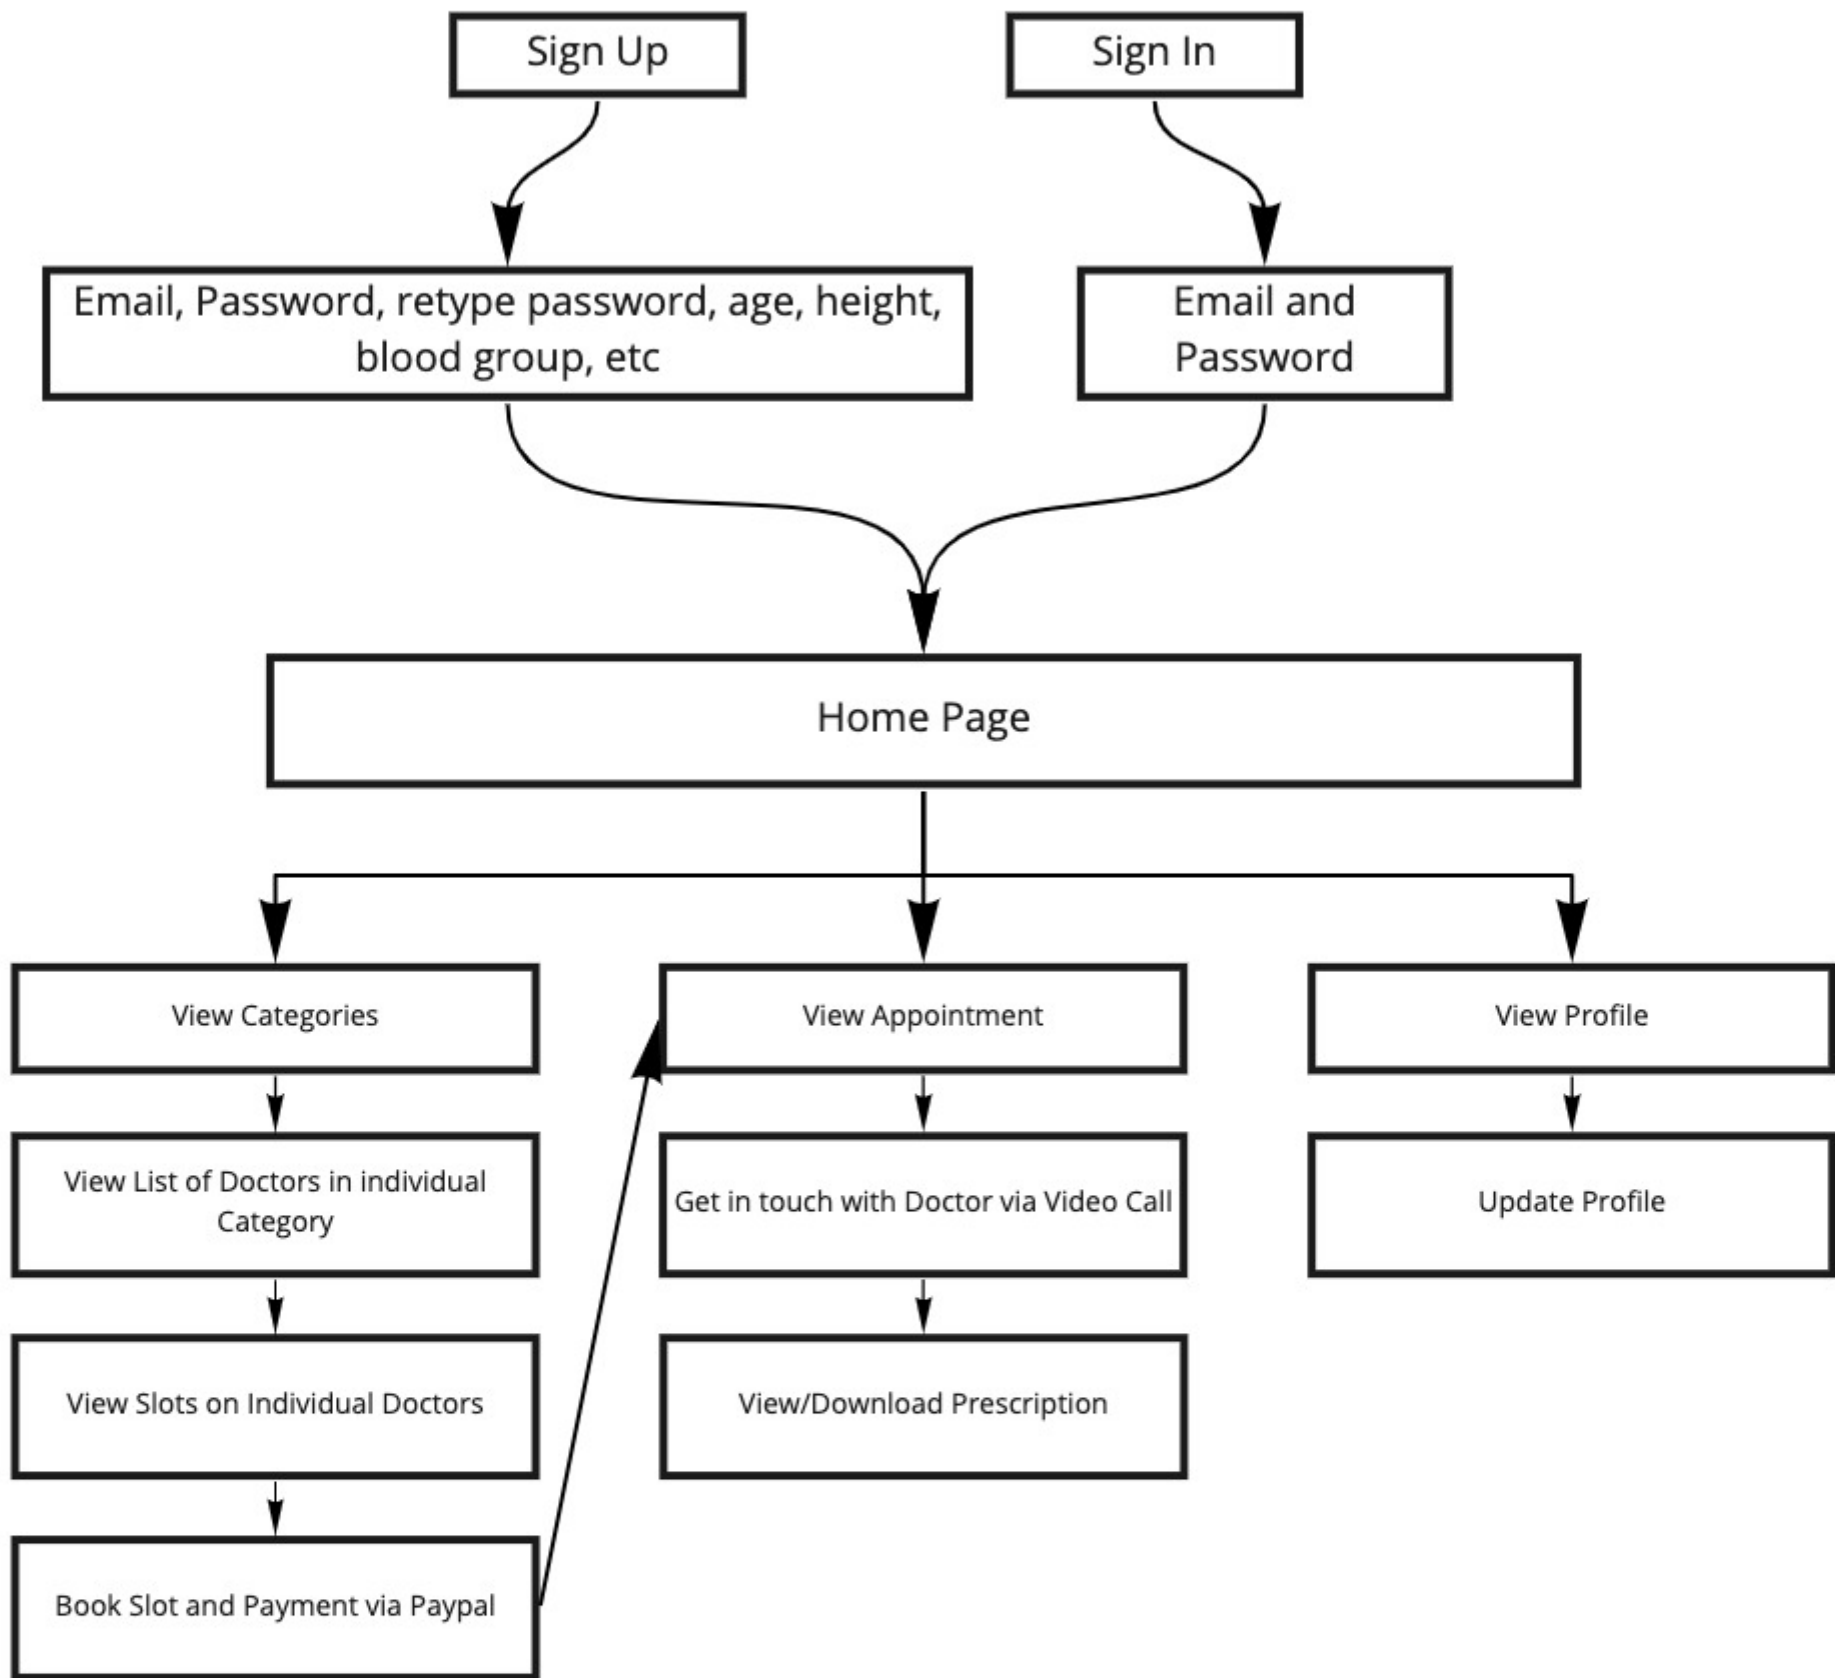 Sign Up
Sign In
Email, Password, retype password, age, height,
blood group, etc
Email and
Password
Home Page
View Categories
View Appointment
View Profile
View List of Doctors in individual
Category
Get in touch with Doctor via Video Call
Update Profile
View Slots on Individual Doctors
View/Download Prescription
Book Slot and Payment via Paypal